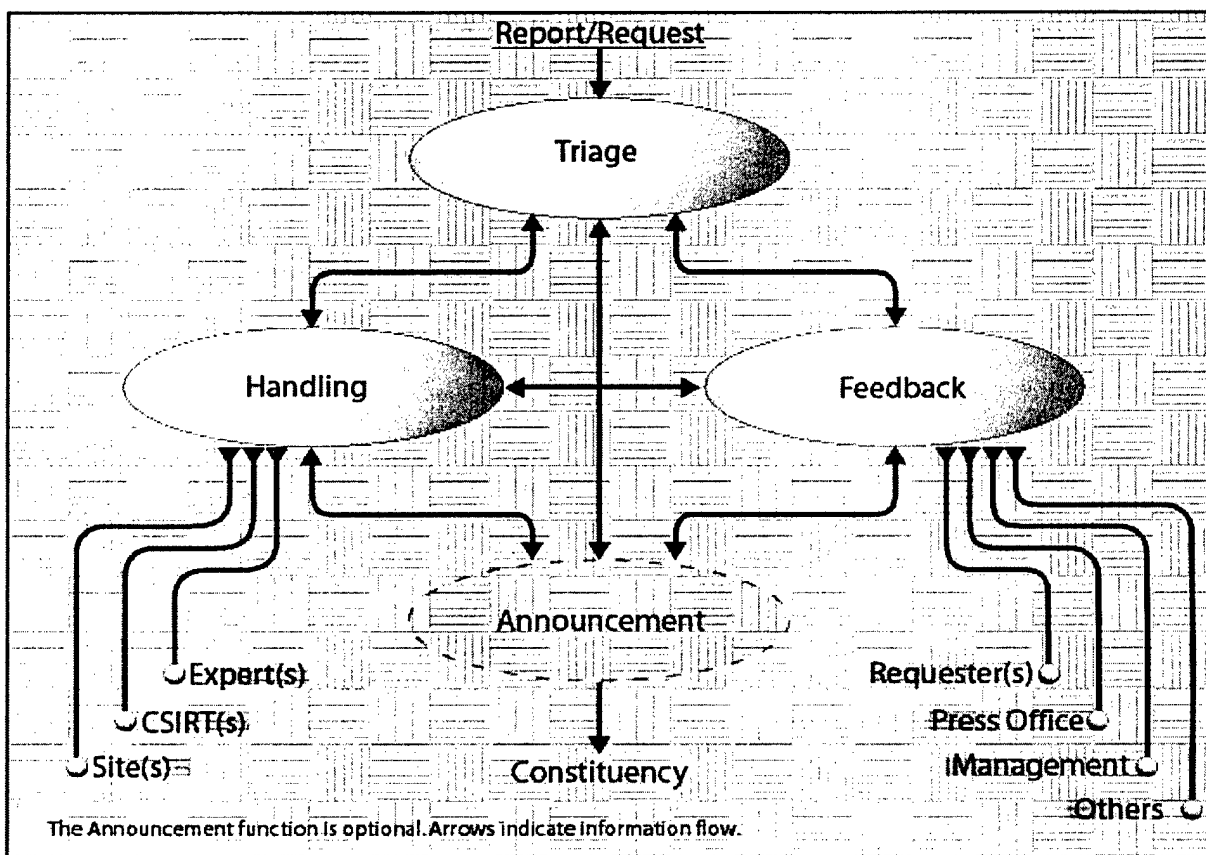 Report/Request
Triage
Handling
Feedback
Announcement
Expert(s)
Requester(s)
CSIRT(s)
Press Office
Site(s)
Constituency
Management
Others
The Announcement function is optional. Arrows indicate information flow.